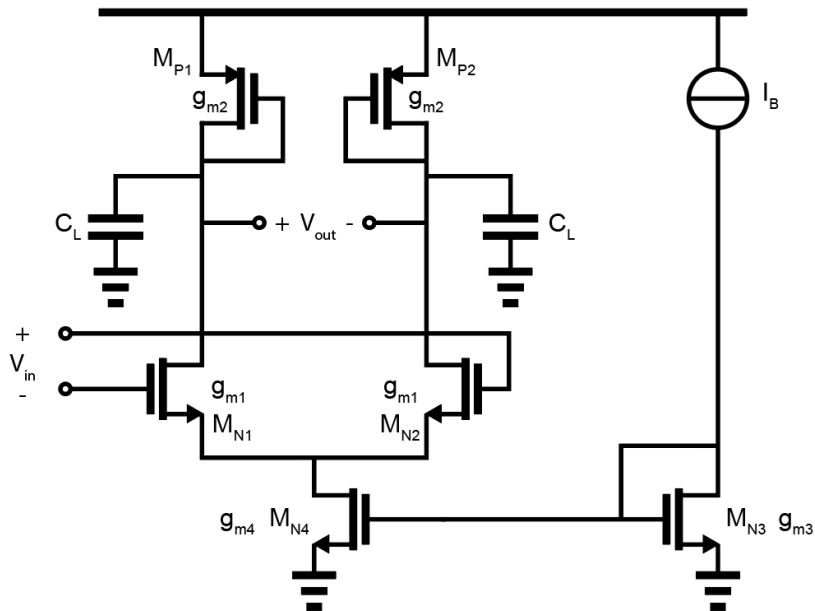 M_P1
M_P2
g_m2
g_m2
I_B
C_L
+ V_out -
C_L
+
V_in
-
g_m1
g_m1
M_N1
M_N2
g_m4 M_N4
M_N3 g_m3